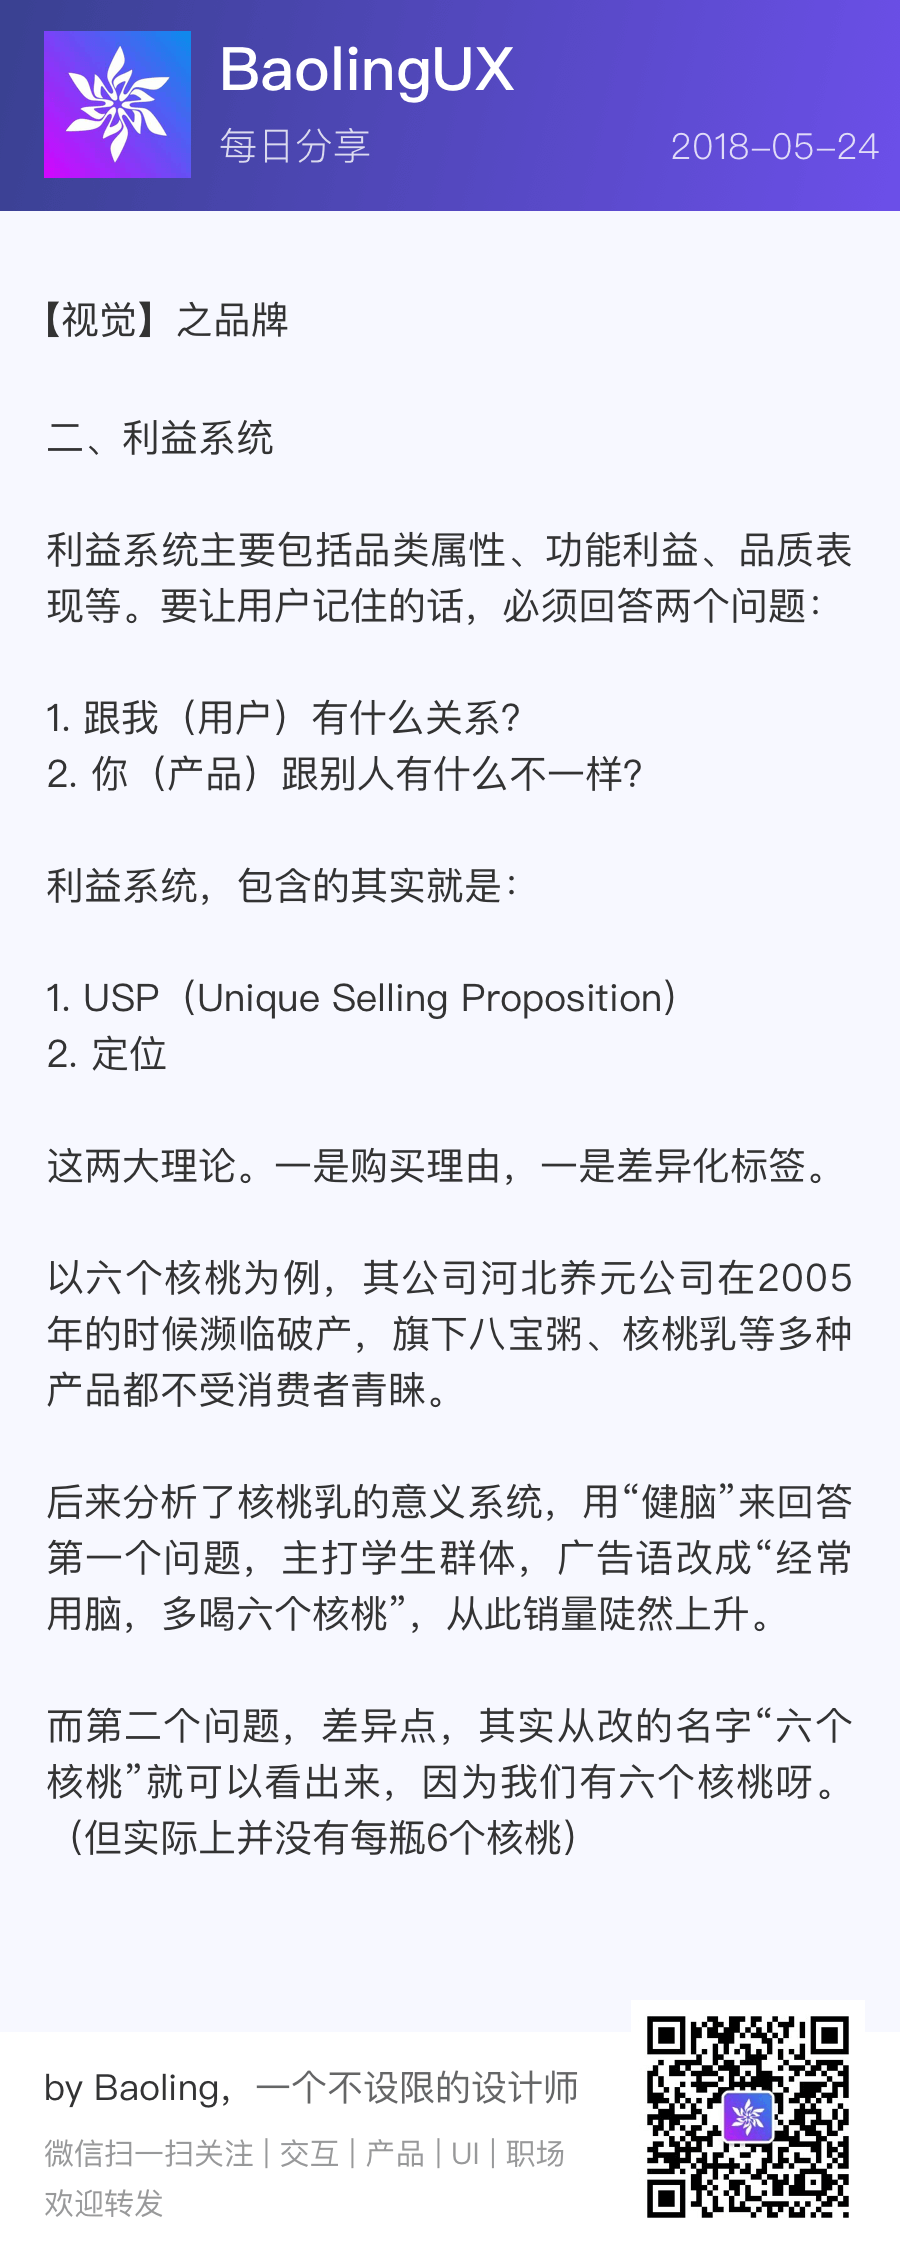 BaolingUX
每日分享
2018-05-24
【视觉】之品牌
二、利益系统
利益系统主要包括品类属性、功能利益、品质表
现等。要让用户记住的话，必须回答两个问题：
1. 跟我（用户）有什么关系？
2. 你（产品）跟别人有什么不一样？
利益系统，包含的其实就是：
1. USP（Unique Selling Proposition）
2. 定位
这两大理论。一是购买理由，一是差异化标签。
以六个核桃为例，其公司河北养元公司在2005
年的时候濒临破产，旗下八宝粥、核桃乳等多种
产品都不受消费者青睐。
后来分析了核桃乳的意义系统，用“健脑”来回答
第一个问题，主打学生群体，广告语改成“经常
用脑，多喝六个核桃”，从此销量陡然上升。
而第二个问题，差异点，其实从改的名字“六个
核桃”就可以看出来，因为我们有六个核桃呀。
（但实际上并没有每瓶6个核桃）
by Baoling，一个不设限的设计师
微信扫一扫关注 | 交互 | 产品 | UI | 职场
欢迎转发